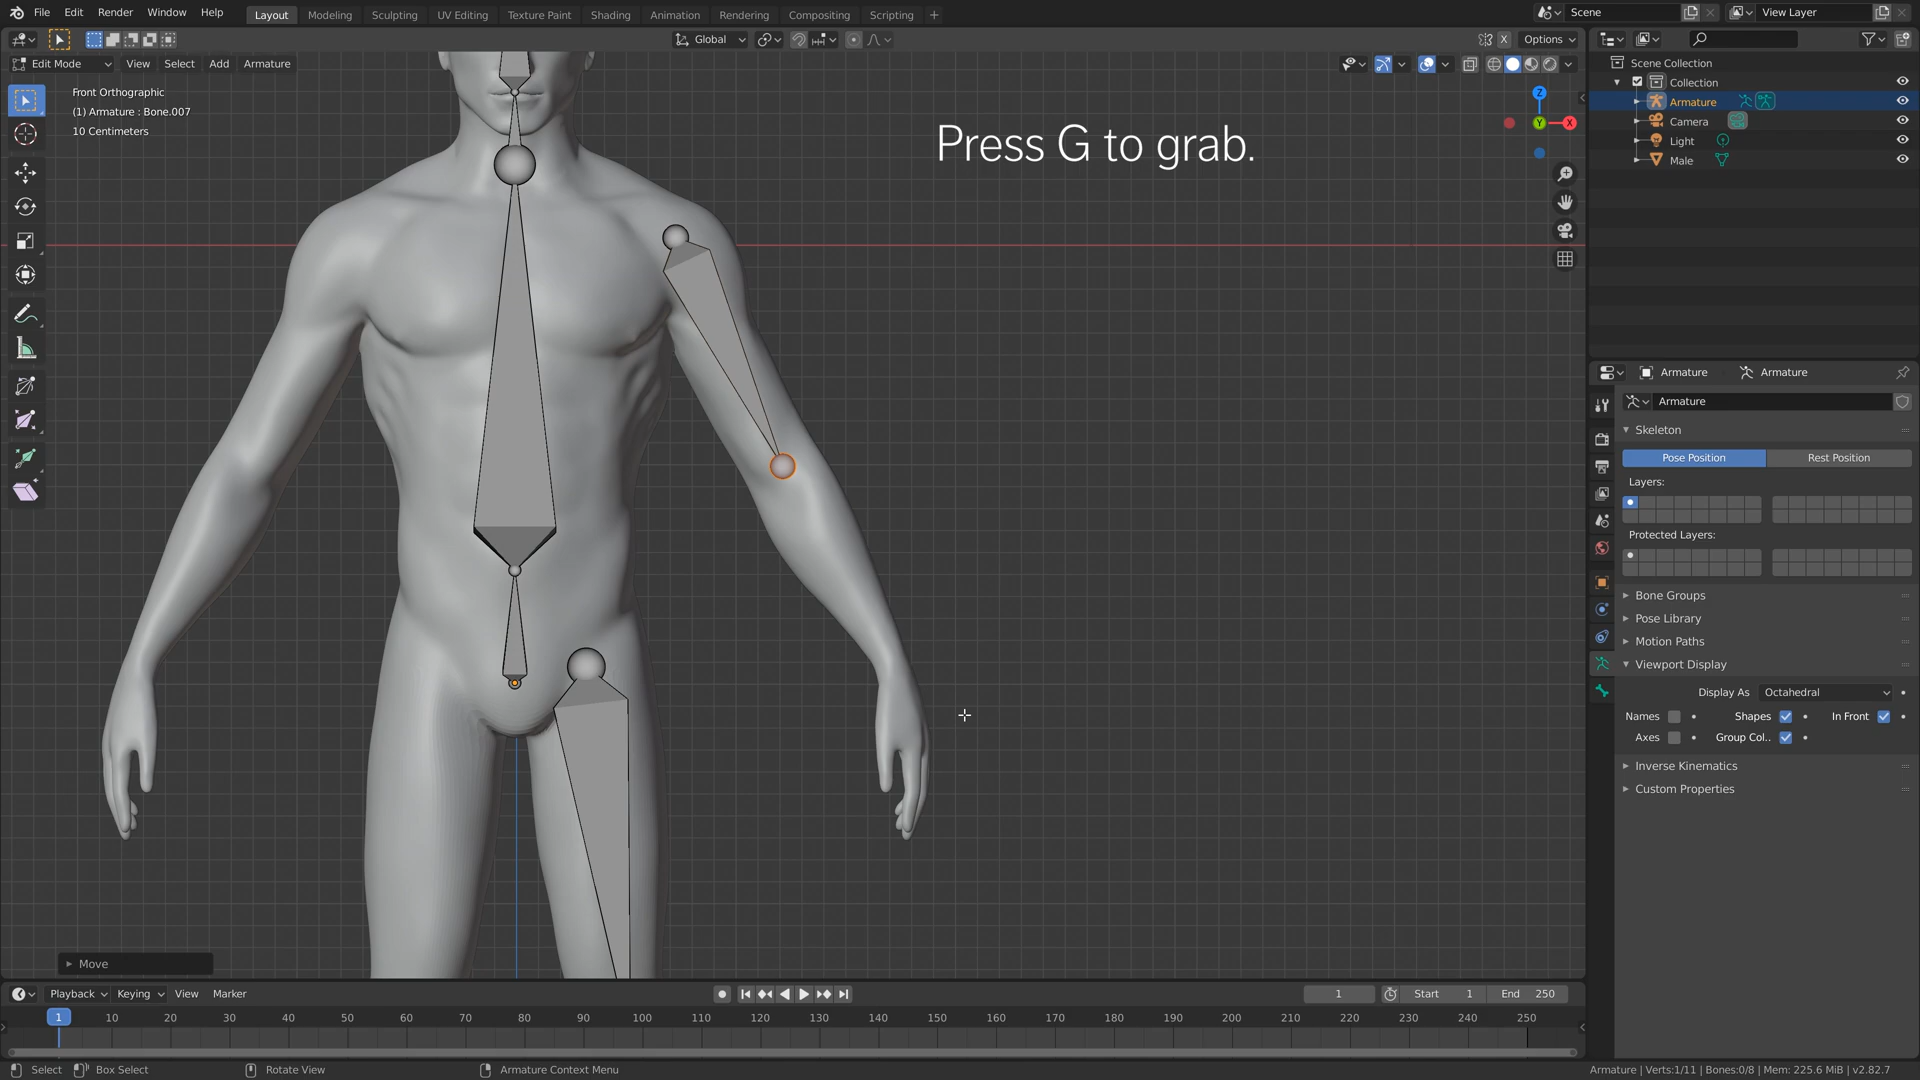 File Edit Render Window Help Layout Modeling Sculpting UV Editing Texture Paint Shading Animation Rendering Compositing Scripting + Scene View Layer
Global X Options
Edit Mode View Select Add Armature
Front Orthographic
(1) Armature : Bone.007
10 Centimeters
Press G to grab.
Z
Y
X
Scene Collection
Collection
Armature
Camera
Light
Male
Armature Armature
Armature
Skeleton
Pose Position Rest Position
Layers:
Protected Layers:
Bone Groups
Pose Library
Motion Paths
Viewport Display
Display As Octahedral
Names Shapes In Front
Axes Group Col..
Inverse Kinematics
Custom Properties
Move
Playback Keying View Marker 1 Start 1 End 250
1 10 20 30 40 50 60 70 80 90 100 110 120 130 140 150 160 170 180 190 200 210 220 230 240 250
Select Box Select Rotate View Armature Context Menu Armature | Verts:1/11 | Bones:0/8 | Mem: 225.6 MiB | v2.82.7